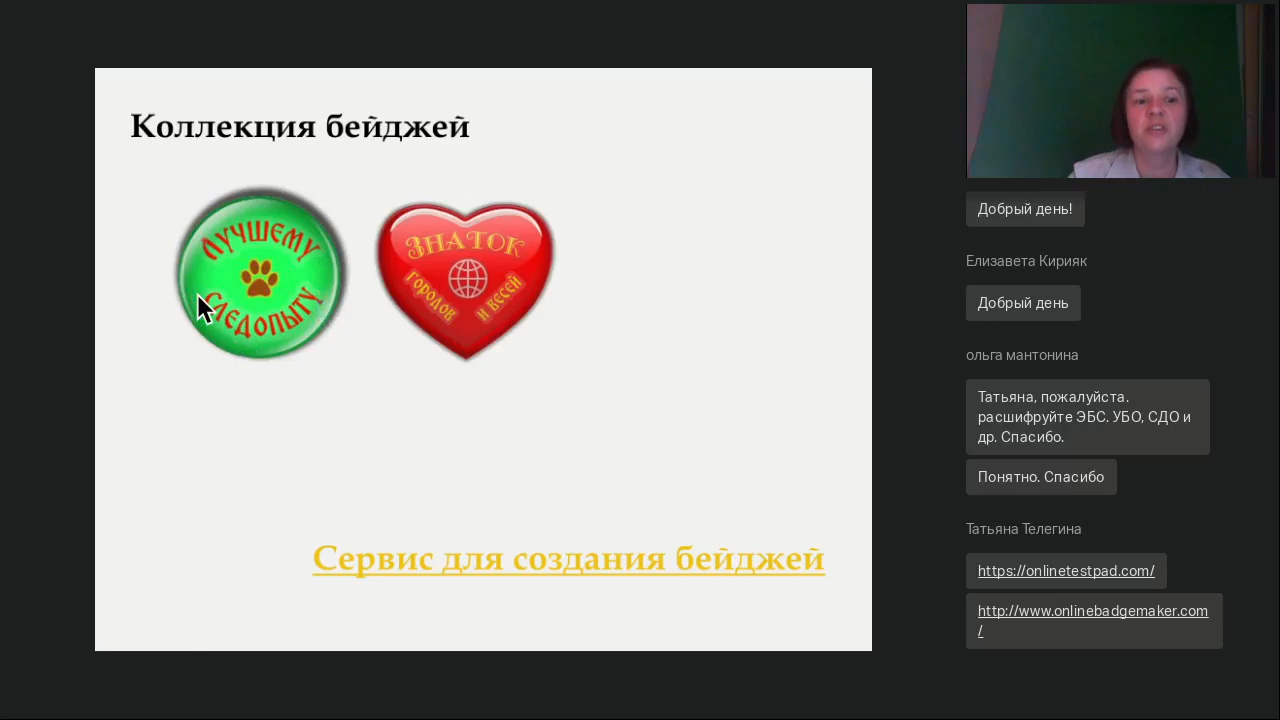 Коллекция бейджей
ЛУЧШЕМУ
СЛЕДОПЫТУ
ЗНАТОК
ГОРОДОВ
И ВЕСЕЙ
Сервис для создания бейджей
Добрый день!
Елизавета Кирияк
Добрый день
ольга мантонина
Татьяна, пожалуйста.
расшифруйте ЭБС. УБО, СДО и
др. Спасибо.
Понятно. Спасибо
Татьяна Телегина
https://onlinetestpad.com/
http://www.onlinebadgemaker.com
/